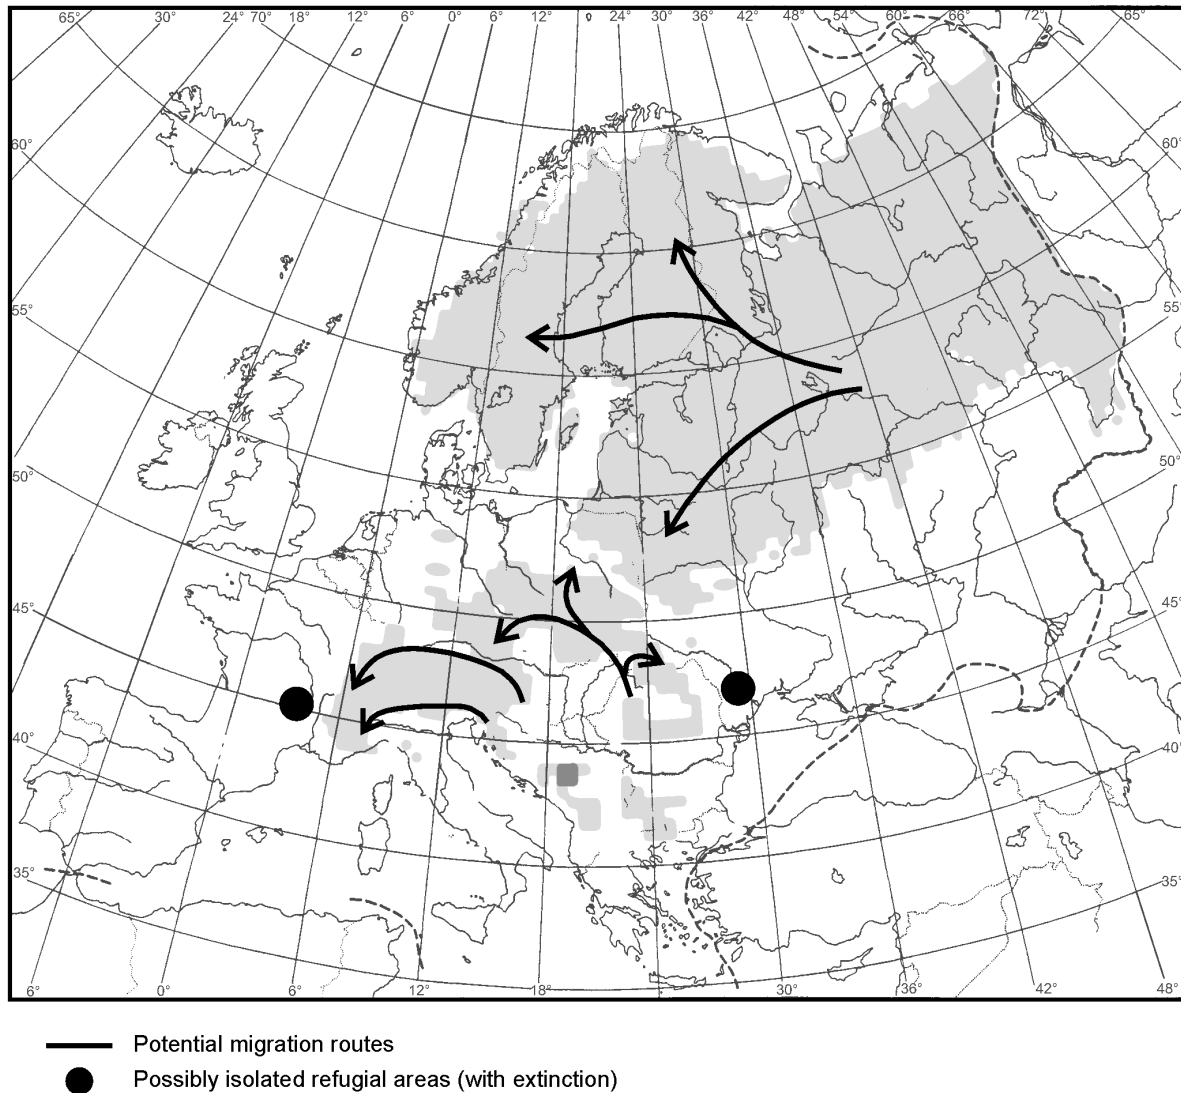 65° 30° 24° 70° 18° 12° 6° 0° 6° 12° 24° 30° 36° 42° 48° 54° 60° 66° 72° 65°
60° 60°
55° 55°
50° 50°
45° 45°
40° 40°
35° 35°
6° 0° 6° 12° 18° 24° 30° 36° 42° 48°
Potential migration routes
Possibly isolated refugial areas (with extinction)